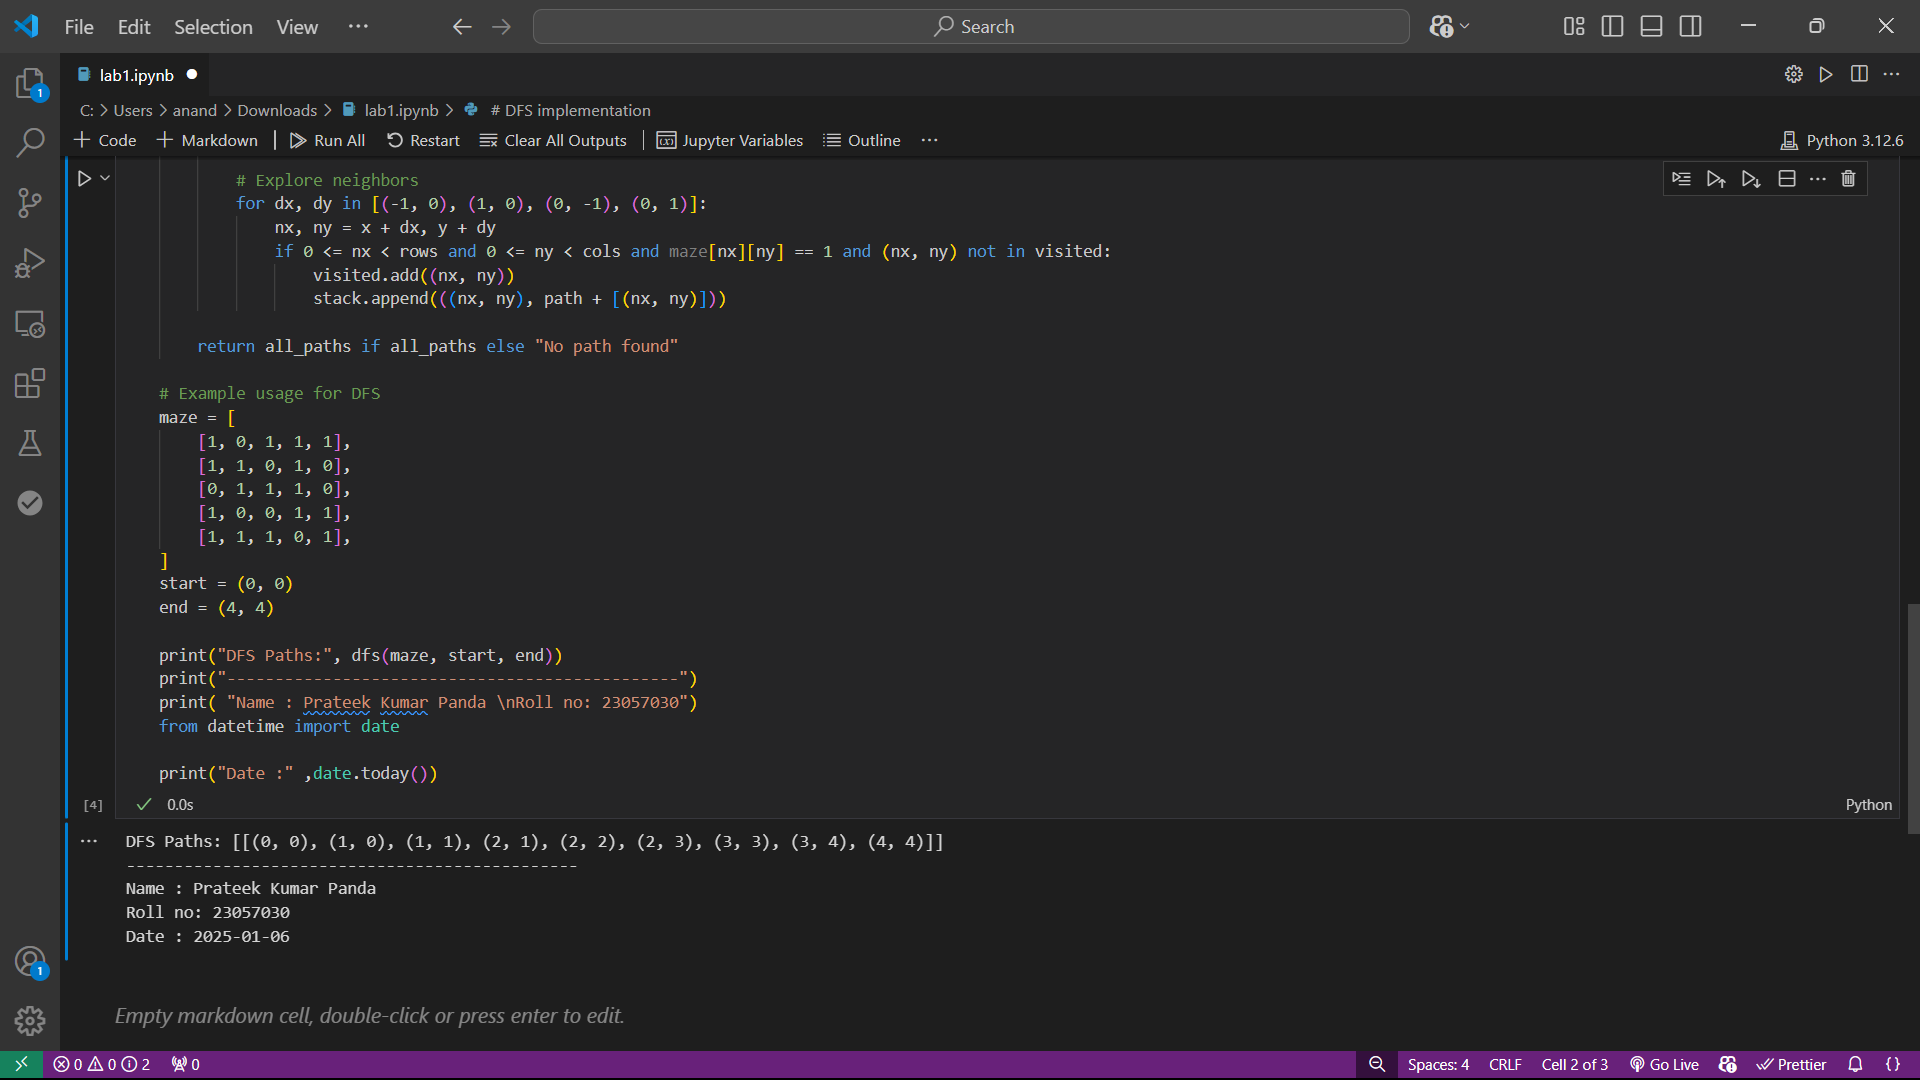 File Edit Selection View ··· Search
lab1.ipynb
C: > Users > anand > Downloads > lab1.ipynb > # DFS implementation
+ Code + Markdown | Run All Restart Clear All Outputs | Jupyter Variables Outline ··· Python 3.12.6
# Explore neighbors
for dx, dy in [(-1, 0), (1, 0), (0, -1), (0, 1)]:
nx, ny = x + dx, y + dy
if 0 <= nx < rows and 0 <= ny < cols and maze[nx][ny] == 1 and (nx, ny) not in visited:
visited.add((nx, ny))
stack.append(((nx, ny), path + [(nx, ny)]))
return all_paths if all_paths else "No path found"
# Example usage for DFS
maze = [
[1, 0, 1, 1, 1],
[1, 1, 0, 1, 0],
[0, 1, 1, 1, 0],
[1, 0, 0, 1, 1],
[1, 1, 1, 0, 1],
]
start = (0, 0)
end = (4, 4)
print("DFS Paths:", dfs(maze, start, end))
print("-----------------------------------------------")
print( "Name : Prateek Kumar Panda \nRoll no: 23057030")
from datetime import date
print("Date :" ,date.today())
[4] 0.0s Python
DFS Paths: [[(0, 0), (1, 0), (1, 1), (2, 1), (2, 2), (2, 3), (3, 3), (3, 4), (4, 4)]]
-----------------------------------------------
Name : Prateek Kumar Panda
Roll no: 23057030
Date : 2025-01-06
Empty markdown cell, double-click or press enter to edit.
0 0 2 0 Spaces: 4 CRLF Cell 2 of 3 Go Live Prettier {}
1
1